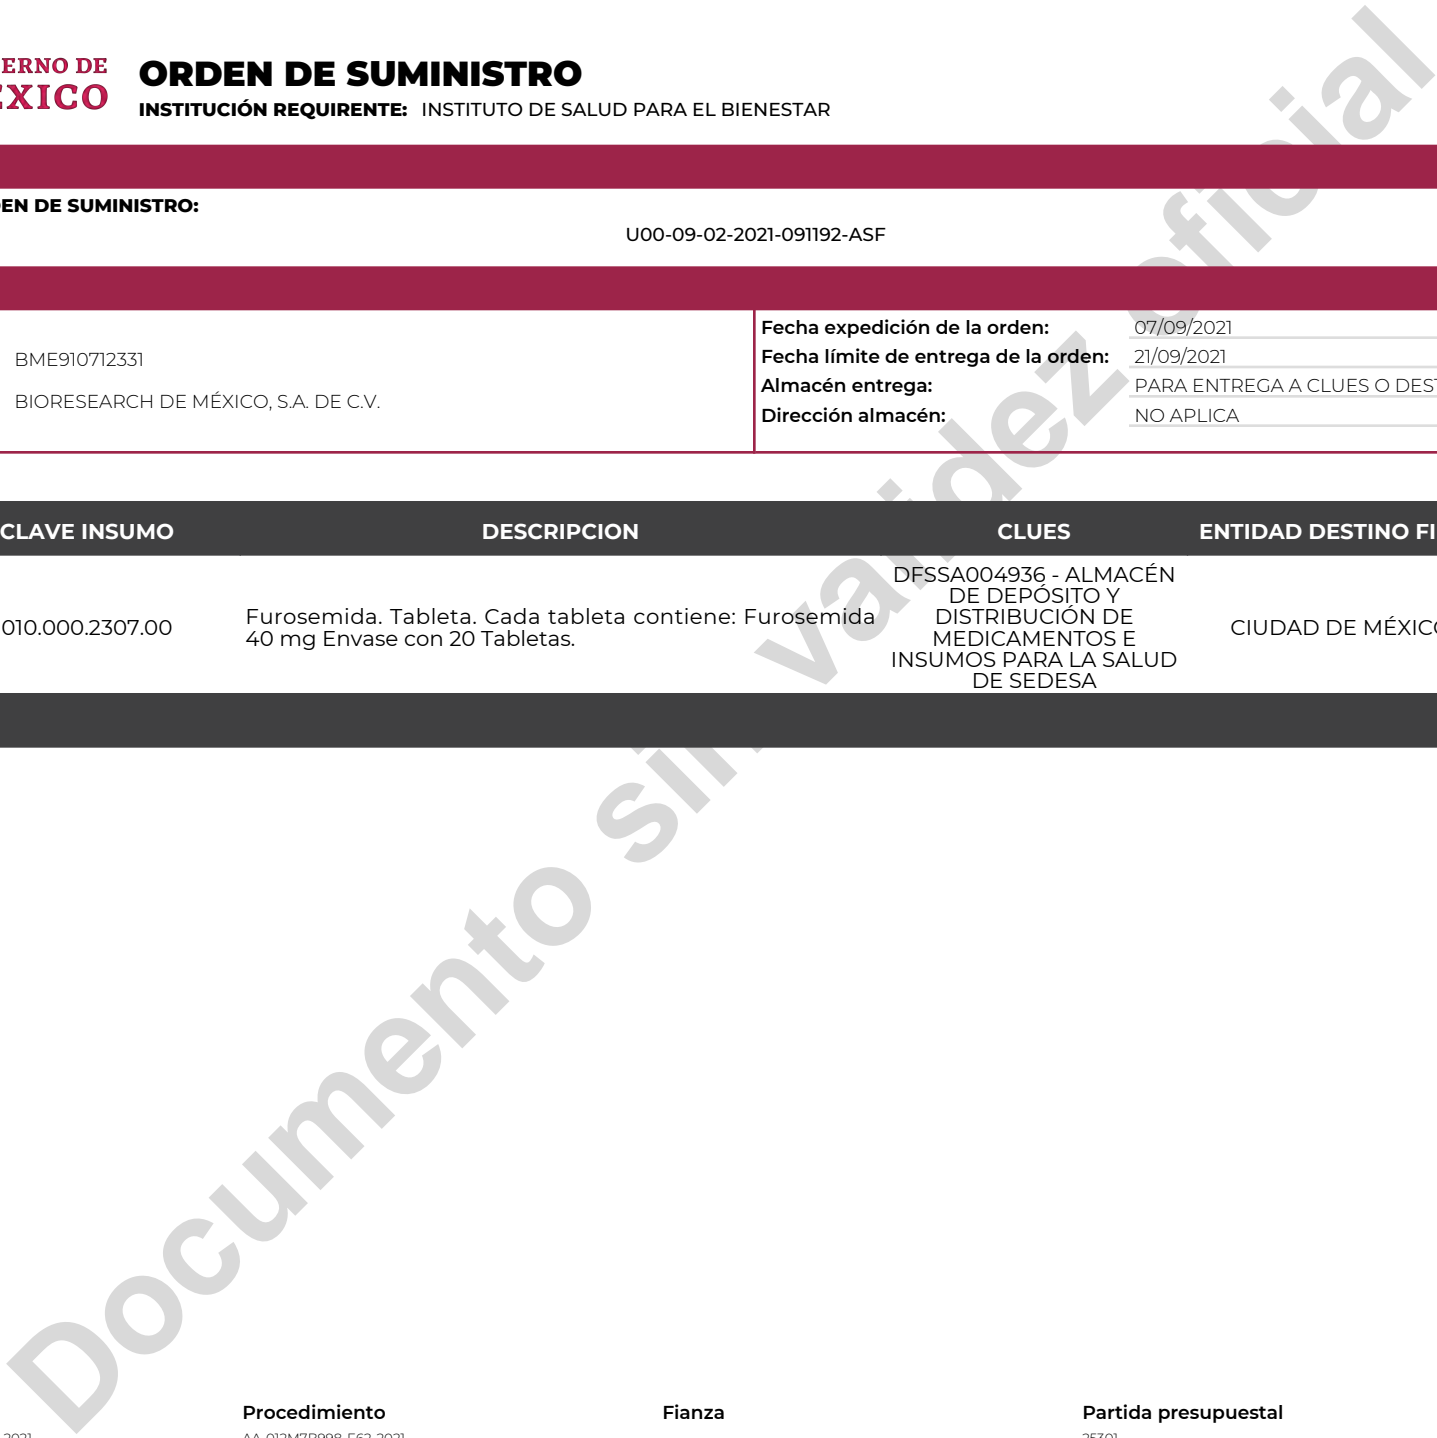 ERNO DE
EXICO
ORDEN DE SUMINISTRO
INSTITUCIÓN REQUIRENTE: INSTITUTO DE SALUD PARA EL BIENESTAR
EN DE SUMINISTRO:
U00-09-02-2021-091192-ASF
BME910712331
BIORESEARCH DE MÉXICO, S.A. DE C.V.
Fecha expedición de la orden: 07/09/2021
Fecha límite de entrega de la orden: 21/09/2021
Almacén entrega: PARA ENTREGA A CLUES O DEST
Dirección almacén: NO APLICA
CLAVE INSUMO DESCRIPCION CLUES ENTIDAD DESTINO FI
010.000.2307.00
Furosemida. Tableta. Cada tableta contiene: Furosemida
40 mg Envase con 20 Tabletas.
DFSSA004936 - ALMACÉN
DE DEPÓSITO Y
DISTRIBUCIÓN DE
MEDICAMENTOS E
INSUMOS PARA LA SALUD
DE SEDESA
CIUDAD DE MÉXICO
Documento sin validez oficial
Procedimiento Fianza Partida presupuestal